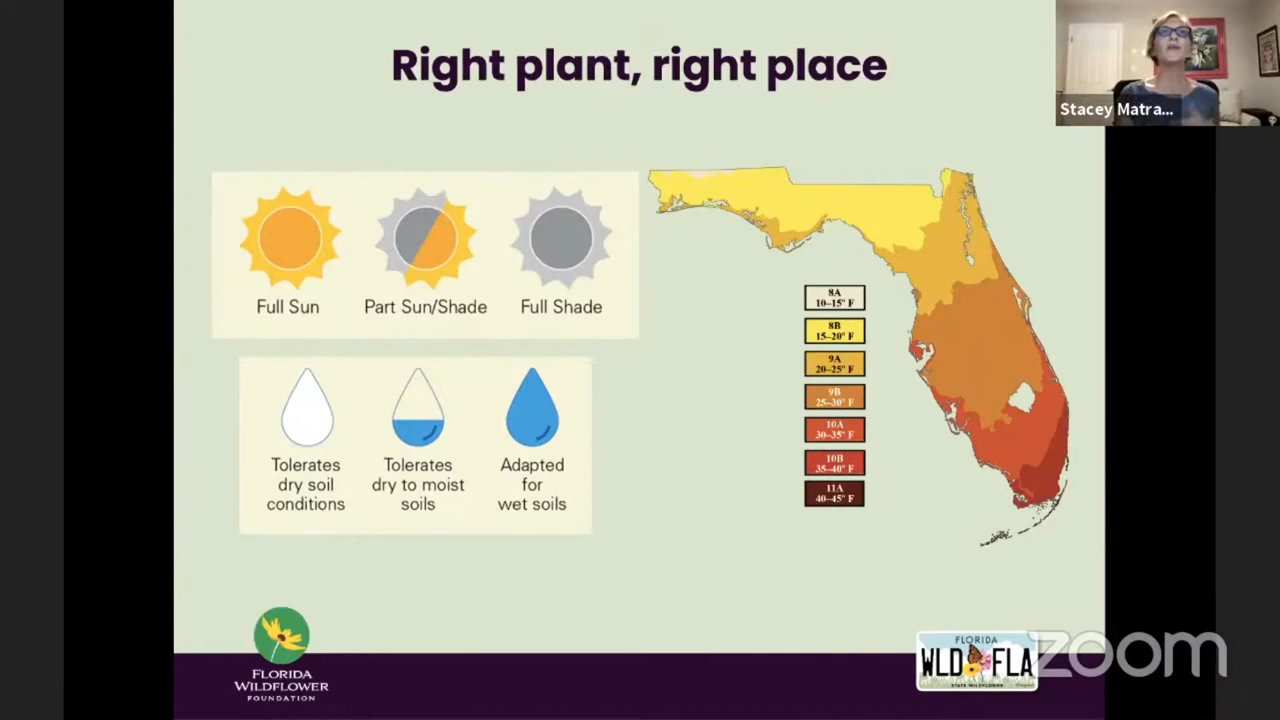 Right plant, right place
Stacey Matra...
Full Sun
Part Sun/Shade
Full Shade
Tolerates
dry soil
conditions
Tolerates
dry to moist
soils
Adapted
for
wet soils
8A
10–15° F
8B
15–20° F
9A
20–25° F
9B
25–30° F
10A
30–35° F
10B
35–40° F
11A
40–45° F
FLORIDA
WILDFLOWER
FOUNDATION
FLORIDA
WLD FLA
STATE WILDFLOWER
zoom